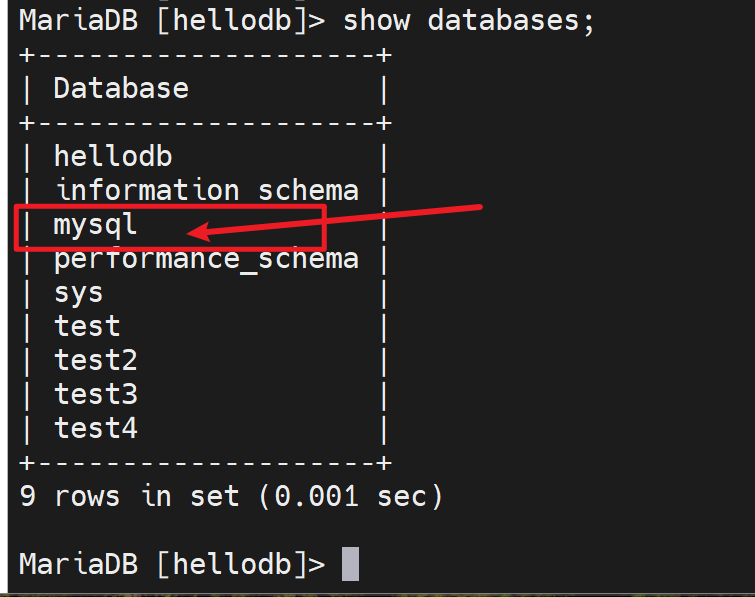 MariaDB [hellodb]> show databases;
+--------------------+
| Database           |
+--------------------+
| hellodb            |
| information_schema |
| mysql              |
| performance_schema |
| sys                |
| test               |
| test2              |
| test3              |
| test4              |
+--------------------+
9 rows in set (0.001 sec)
MariaDB [hellodb]>